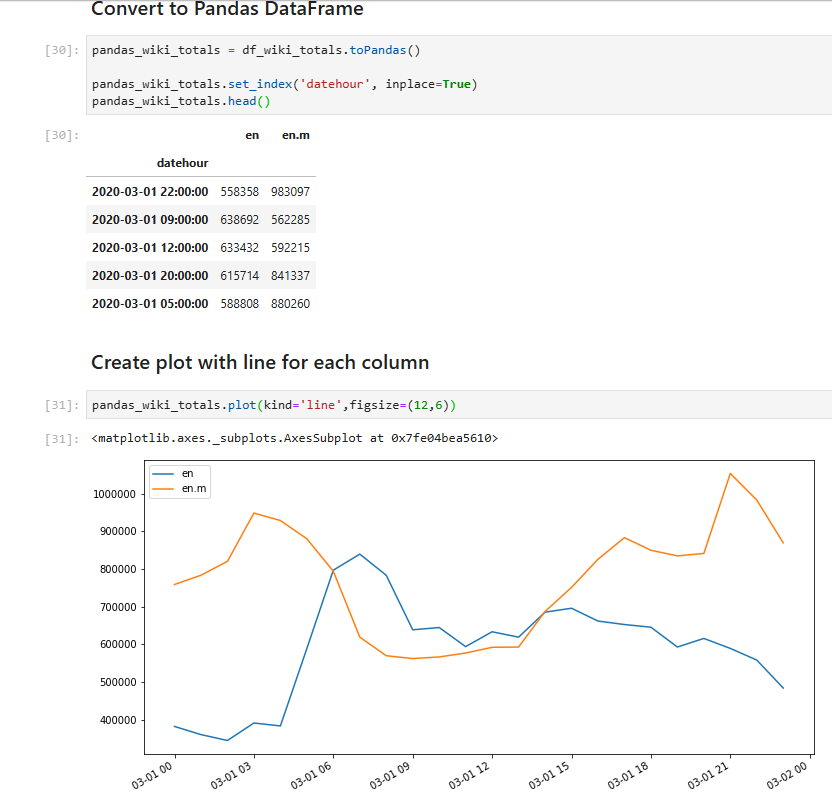 Convert to Pandas DataFrame
[30]: pandas_wiki_totals = df_wiki_totals.toPandas()
pandas_wiki_totals.set_index('datehour', inplace=True)
pandas_wiki_totals.head()
[30]: en en.m
datehour
2020-03-01 22:00:00 558358 983097
2020-03-01 09:00:00 638692 562285
2020-03-01 12:00:00 633432 592215
2020-03-01 20:00:00 615714 841337
2020-03-01 05:00:00 588808 880260
Create plot with line for each column
[31]: pandas_wiki_totals.plot(kind='line',figsize=(12,6))
[31]: <matplotlib.axes._subplots.AxesSubplot at 0x7fe04bea5610>
en
en.m
1000000
900000
800000
700000
600000
500000
400000
03-01 00 03-01 03 03-01 06 03-01 09 03-01 12 03-01 15 03-01 18 03-01 21 03-02 00